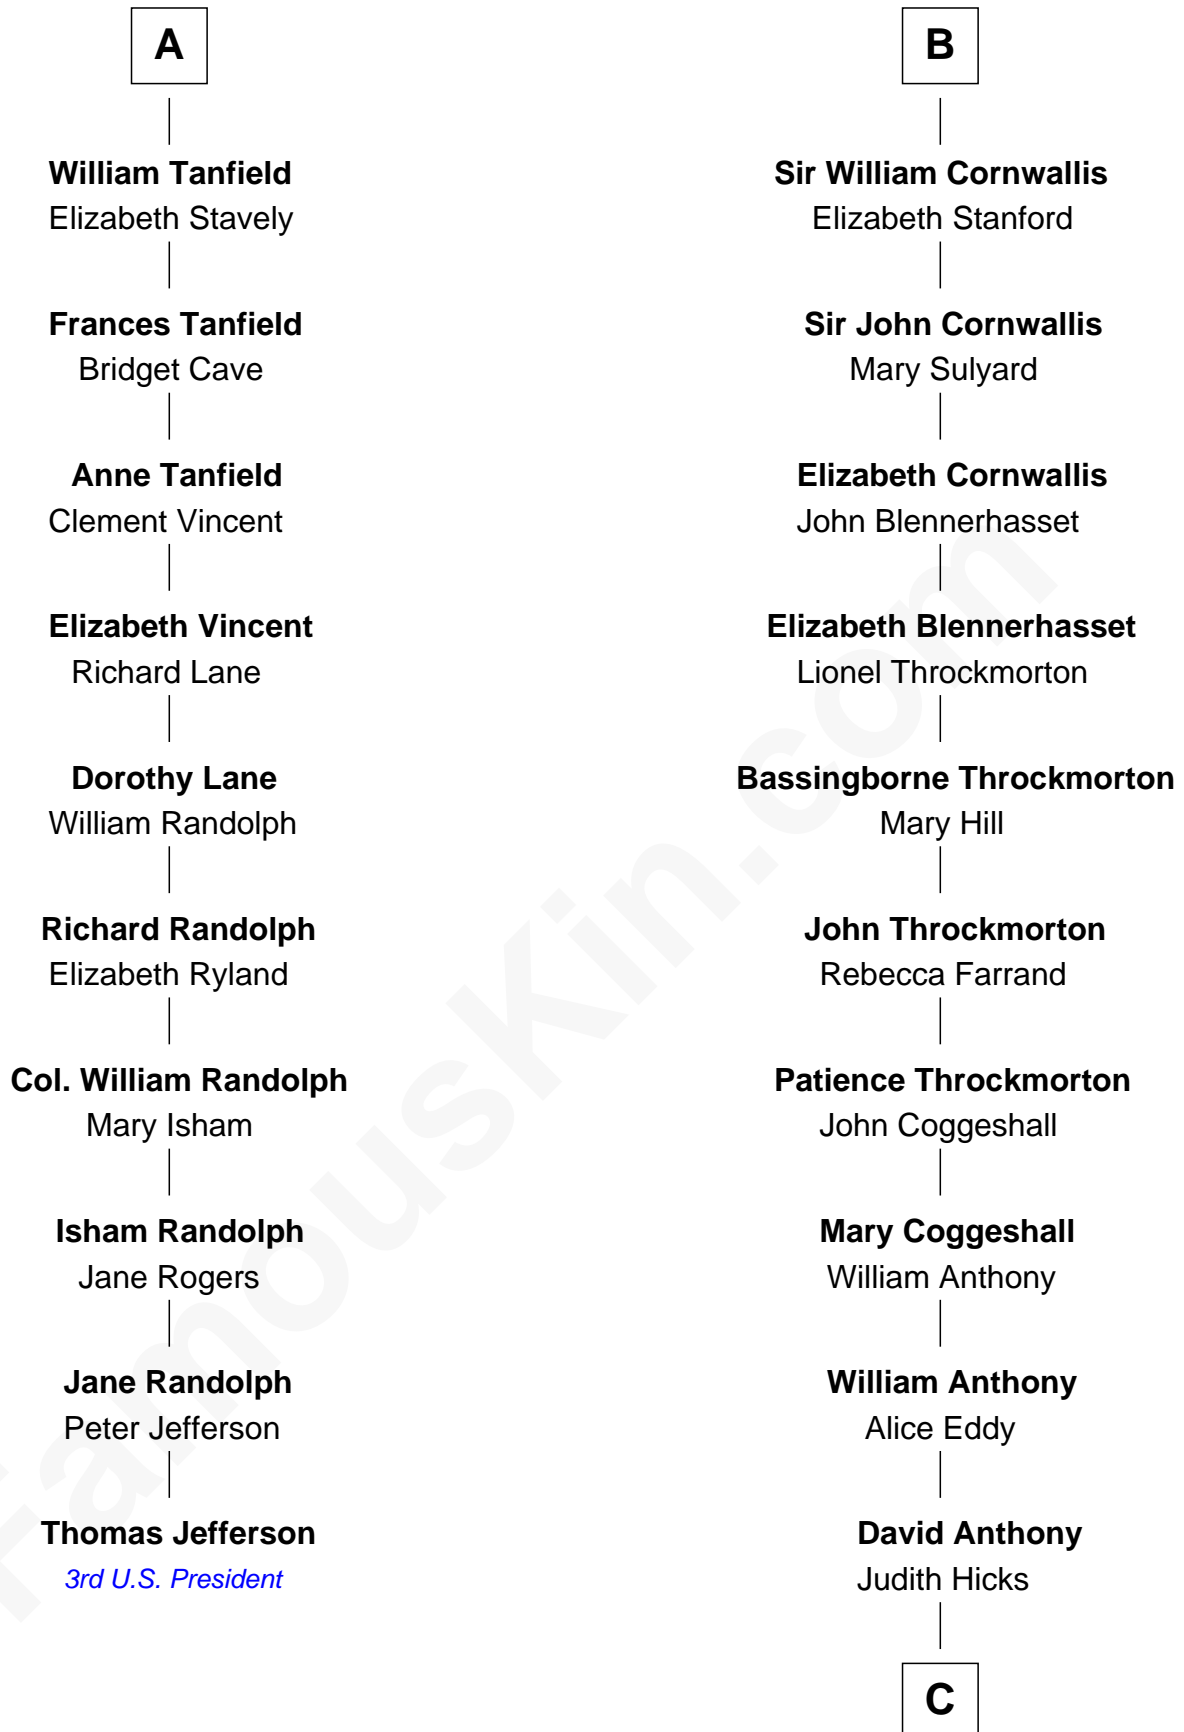 A
William Tanfield
Elizabeth Stavely
Frances Tanfield
Bridget Cave
Anne Tanfield
Clement Vincent
Elizabeth Vincent
Richard Lane
Dorothy Lane
William Randolph
Richard Randolph
Elizabeth Ryland
Col. William Randolph
Mary Isham
Isham Randolph
Jane Rogers
Jane Randolph
Peter Jefferson
Thomas Jefferson
3rd U.S. President
B
Sir William Cornwallis
Elizabeth Stanford
Sir John Cornwallis
Mary Sulyard
Elizabeth Cornwallis
John Blennerhasset
Elizabeth Blennerhasset
Lionel Throckmorton
Bassingborne Throckmorton
Mary Hill
John Throckmorton
Rebecca Farrand
Patience Throckmorton
John Coggeshall
Mary Coggeshall
William Anthony
William Anthony
Alice Eddy
David Anthony
Judith Hicks
C
FamousKin.com